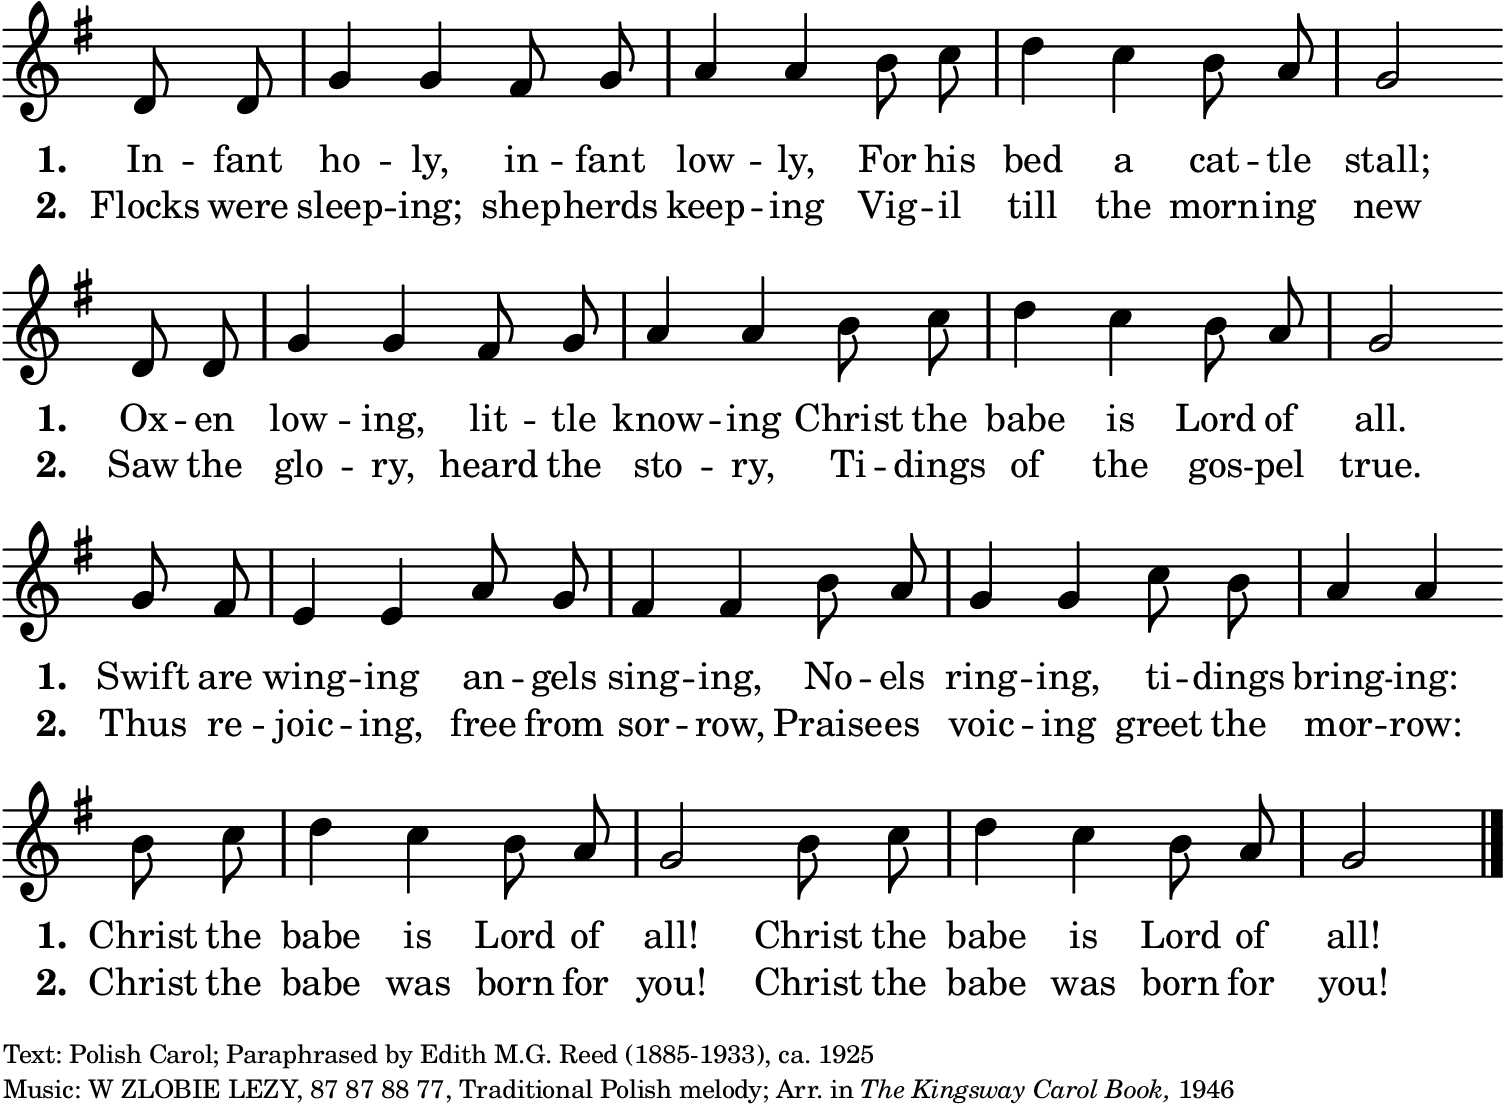 1. In - fant ho - ly, in - fant low - ly, For his bed a cat - tle stall;
2. Flocks were sleep - ing; shep - herds keep - ing Vig - il till the morn - ing new
1. Ox - en low - ing, lit - tle know - ing Christ the babe is Lord of all.
2. Saw the glo - ry, heard the sto - ry, Ti - dings of the gos - pel true.
1. Swift are wing - ing an - gels sing - ing, No - els ring - ing, ti - dings bring - ing:
2. Thus re - joic - ing, free from sor - row, Praise - es voic - ing greet the mor - row:
1. Christ the babe is Lord of all! Christ the babe is Lord of all!
2. Christ the babe was born for you! Christ the babe was born for you!
Text: Polish Carol; Paraphrased by Edith M.G. Reed (1885-1933), ca. 1925
Music: W ZLOBIE LEZY, 87 87 88 77, Traditional Polish melody; Arr. in The Kingsway Carol Book, 1946